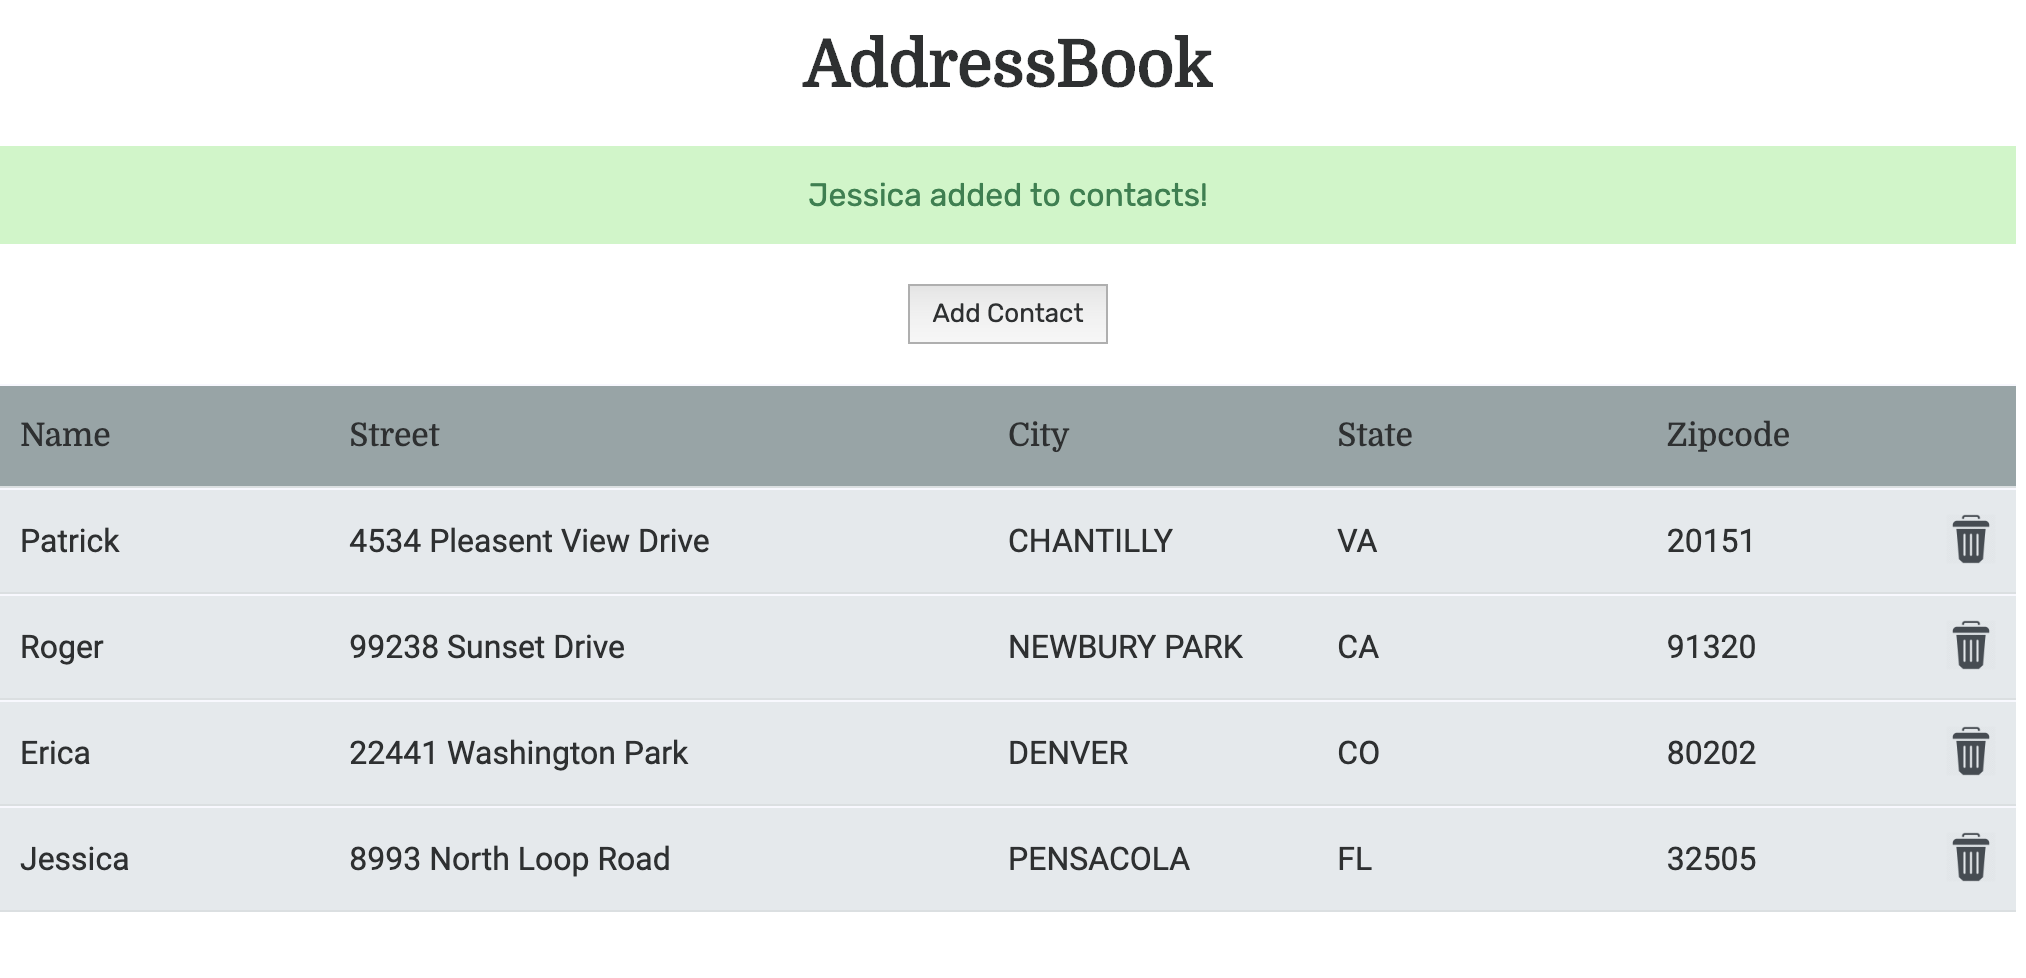 AddressBook
Jessica added to contacts!
Add Contact
Name Street City State Zipcode
Patrick 4534 Pleasent View Drive CHANTILLY VA 20151
Roger 99238 Sunset Drive NEWBURY PARK CA 91320
Erica 22441 Washington Park DENVER CO 80202
Jessica 8993 North Loop Road PENSACOLA FL 32505